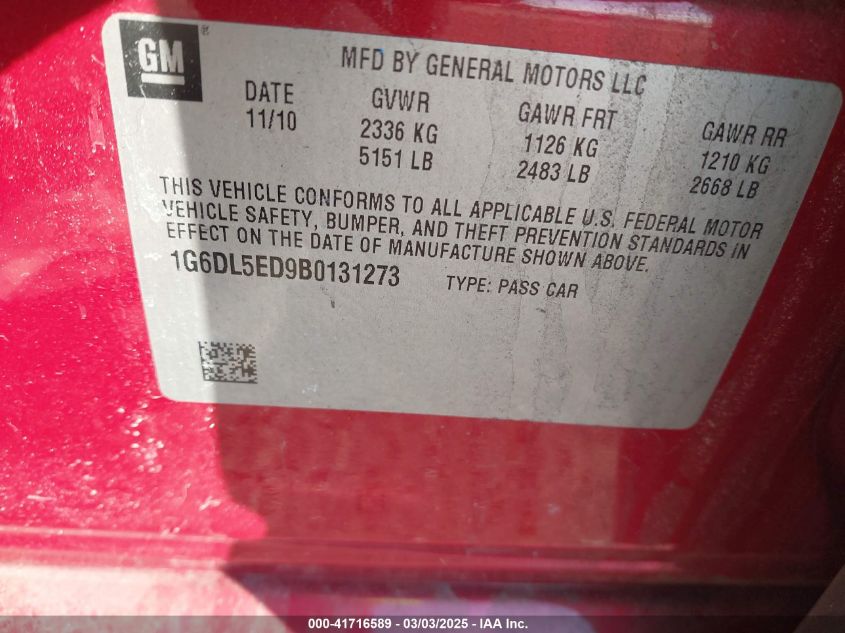 GM
MFD BY GENERAL MOTORS LLC
DATE GVWR GAWR FRT GAWR RR
11/10 2336 KG 1126 KG 1210 KG
5151 LB 2483 LB 2668 LB
THIS VEHICLE CONFORMS TO ALL APPLICABLE U.S. FEDERAL MOTOR
VEHICLE SAFETY, BUMPER, AND THEFT PREVENTION STANDARDS IN
EFFECT ON THE DATE OF MANUFACTURE SHOWN ABOVE.
1G6DL5ED9B0131273 TYPE: PASS CAR
000-41716589 - 03/03/2025 - IAA Inc.